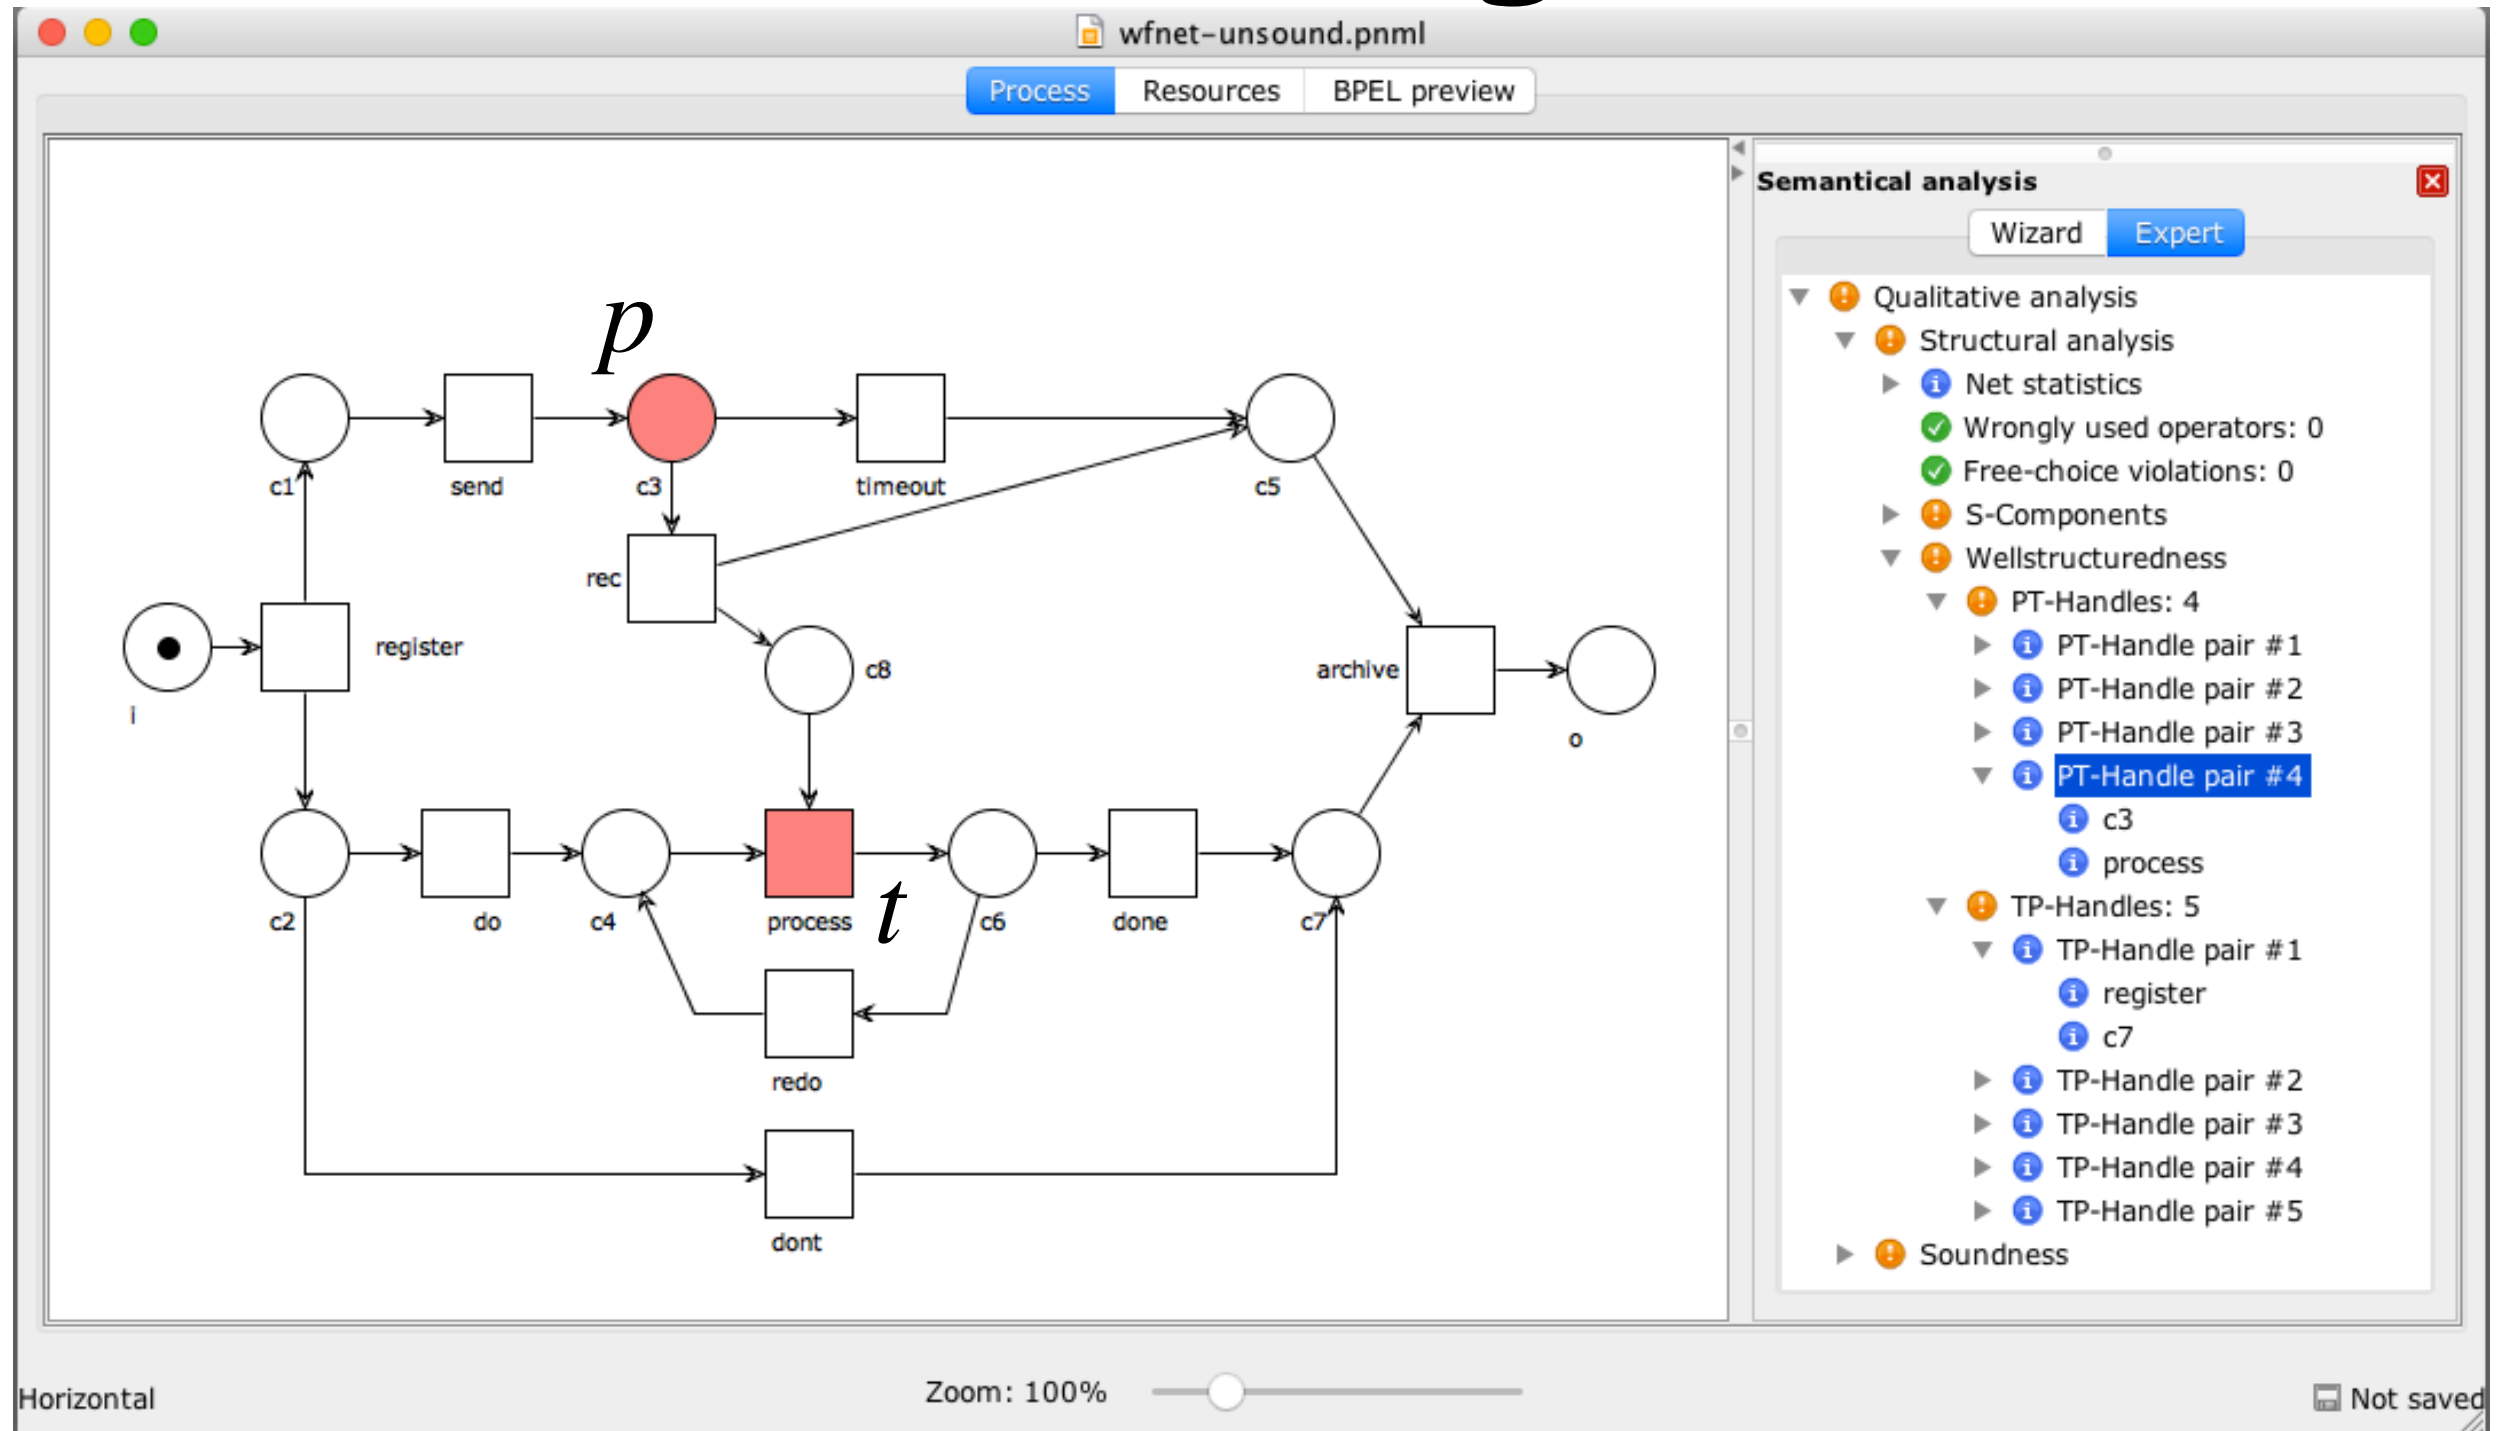 g
wfnet-unsound.pnml
Process Resources BPEL preview
p
c1 send c3 timeout c5
rec
register
i
c8
archive
o
c2 do c4 process t c6 done c7
redo
dont
Semantical analysis
Wizard Expert
Qualitative analysis
Structural analysis
Net statistics
Wrongly used operators: 0
Free-choice violations: 0
S-Components
Wellstructuredness
PT-Handles: 4
PT-Handle pair #1
PT-Handle pair #2
PT-Handle pair #3
PT-Handle pair #4
c3
process
TP-Handles: 5
TP-Handle pair #1
register
c7
TP-Handle pair #2
TP-Handle pair #3
TP-Handle pair #4
TP-Handle pair #5
Soundness
Horizontal
Zoom: 100%
Not saved